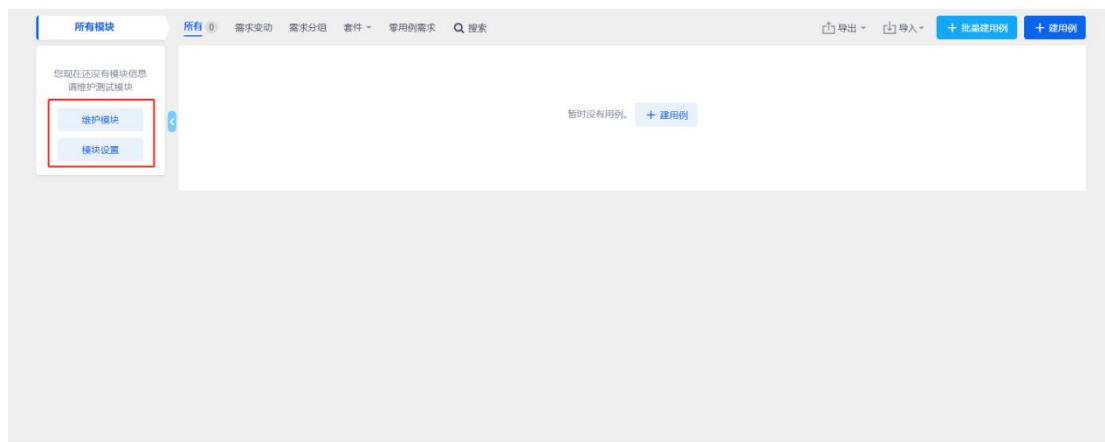 所有模块
所有 0 需求变动 需求分组 套件 零用例需求 搜索 导出 导入 + 批量建用例 + 建用例
您现在还没有模块信息
请维护测试模块
维护模块
模块设置
暂时没有用例。 + 建用例